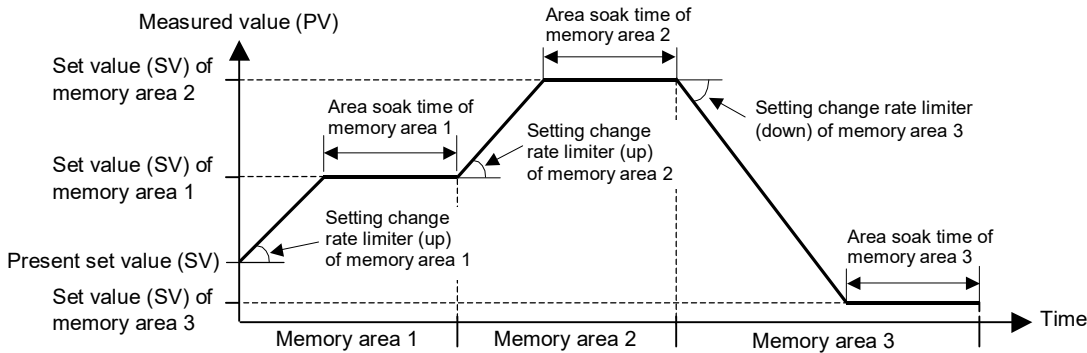 Measured value (PV)
Set value (SV) of
memory area 2
Set value (SV) of
memory area 1
Present set value (SV)
Set value (SV) of
memory area 3
Area soak time of
memory area 1
Setting change
rate limiter (up)
of memory area 1
Area soak time of
memory area 2
Setting change
rate limiter (up)
of memory area 2
Setting change rate limiter
(down) of memory area 3
Area soak time of
memory area 3
Time
Memory area 1
Memory area 2
Memory area 3